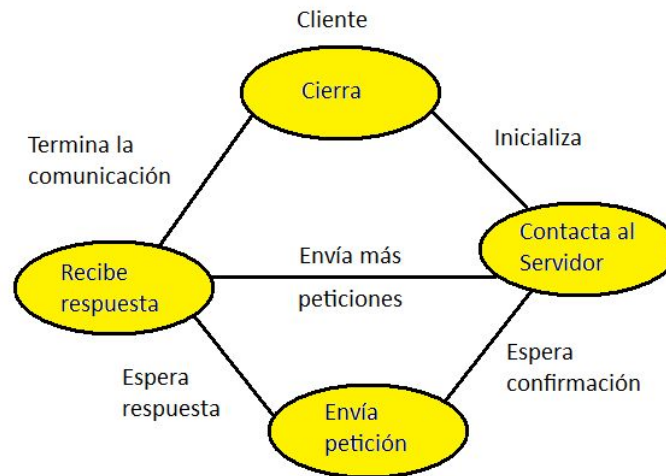 Cliente
Cierra
Termina la
comunicación
Inicializa
Contacta al
Servidor
Recibe
respuesta
Envía más
peticiones
Espera
respuesta
Espera
confirmación
Envía
petición